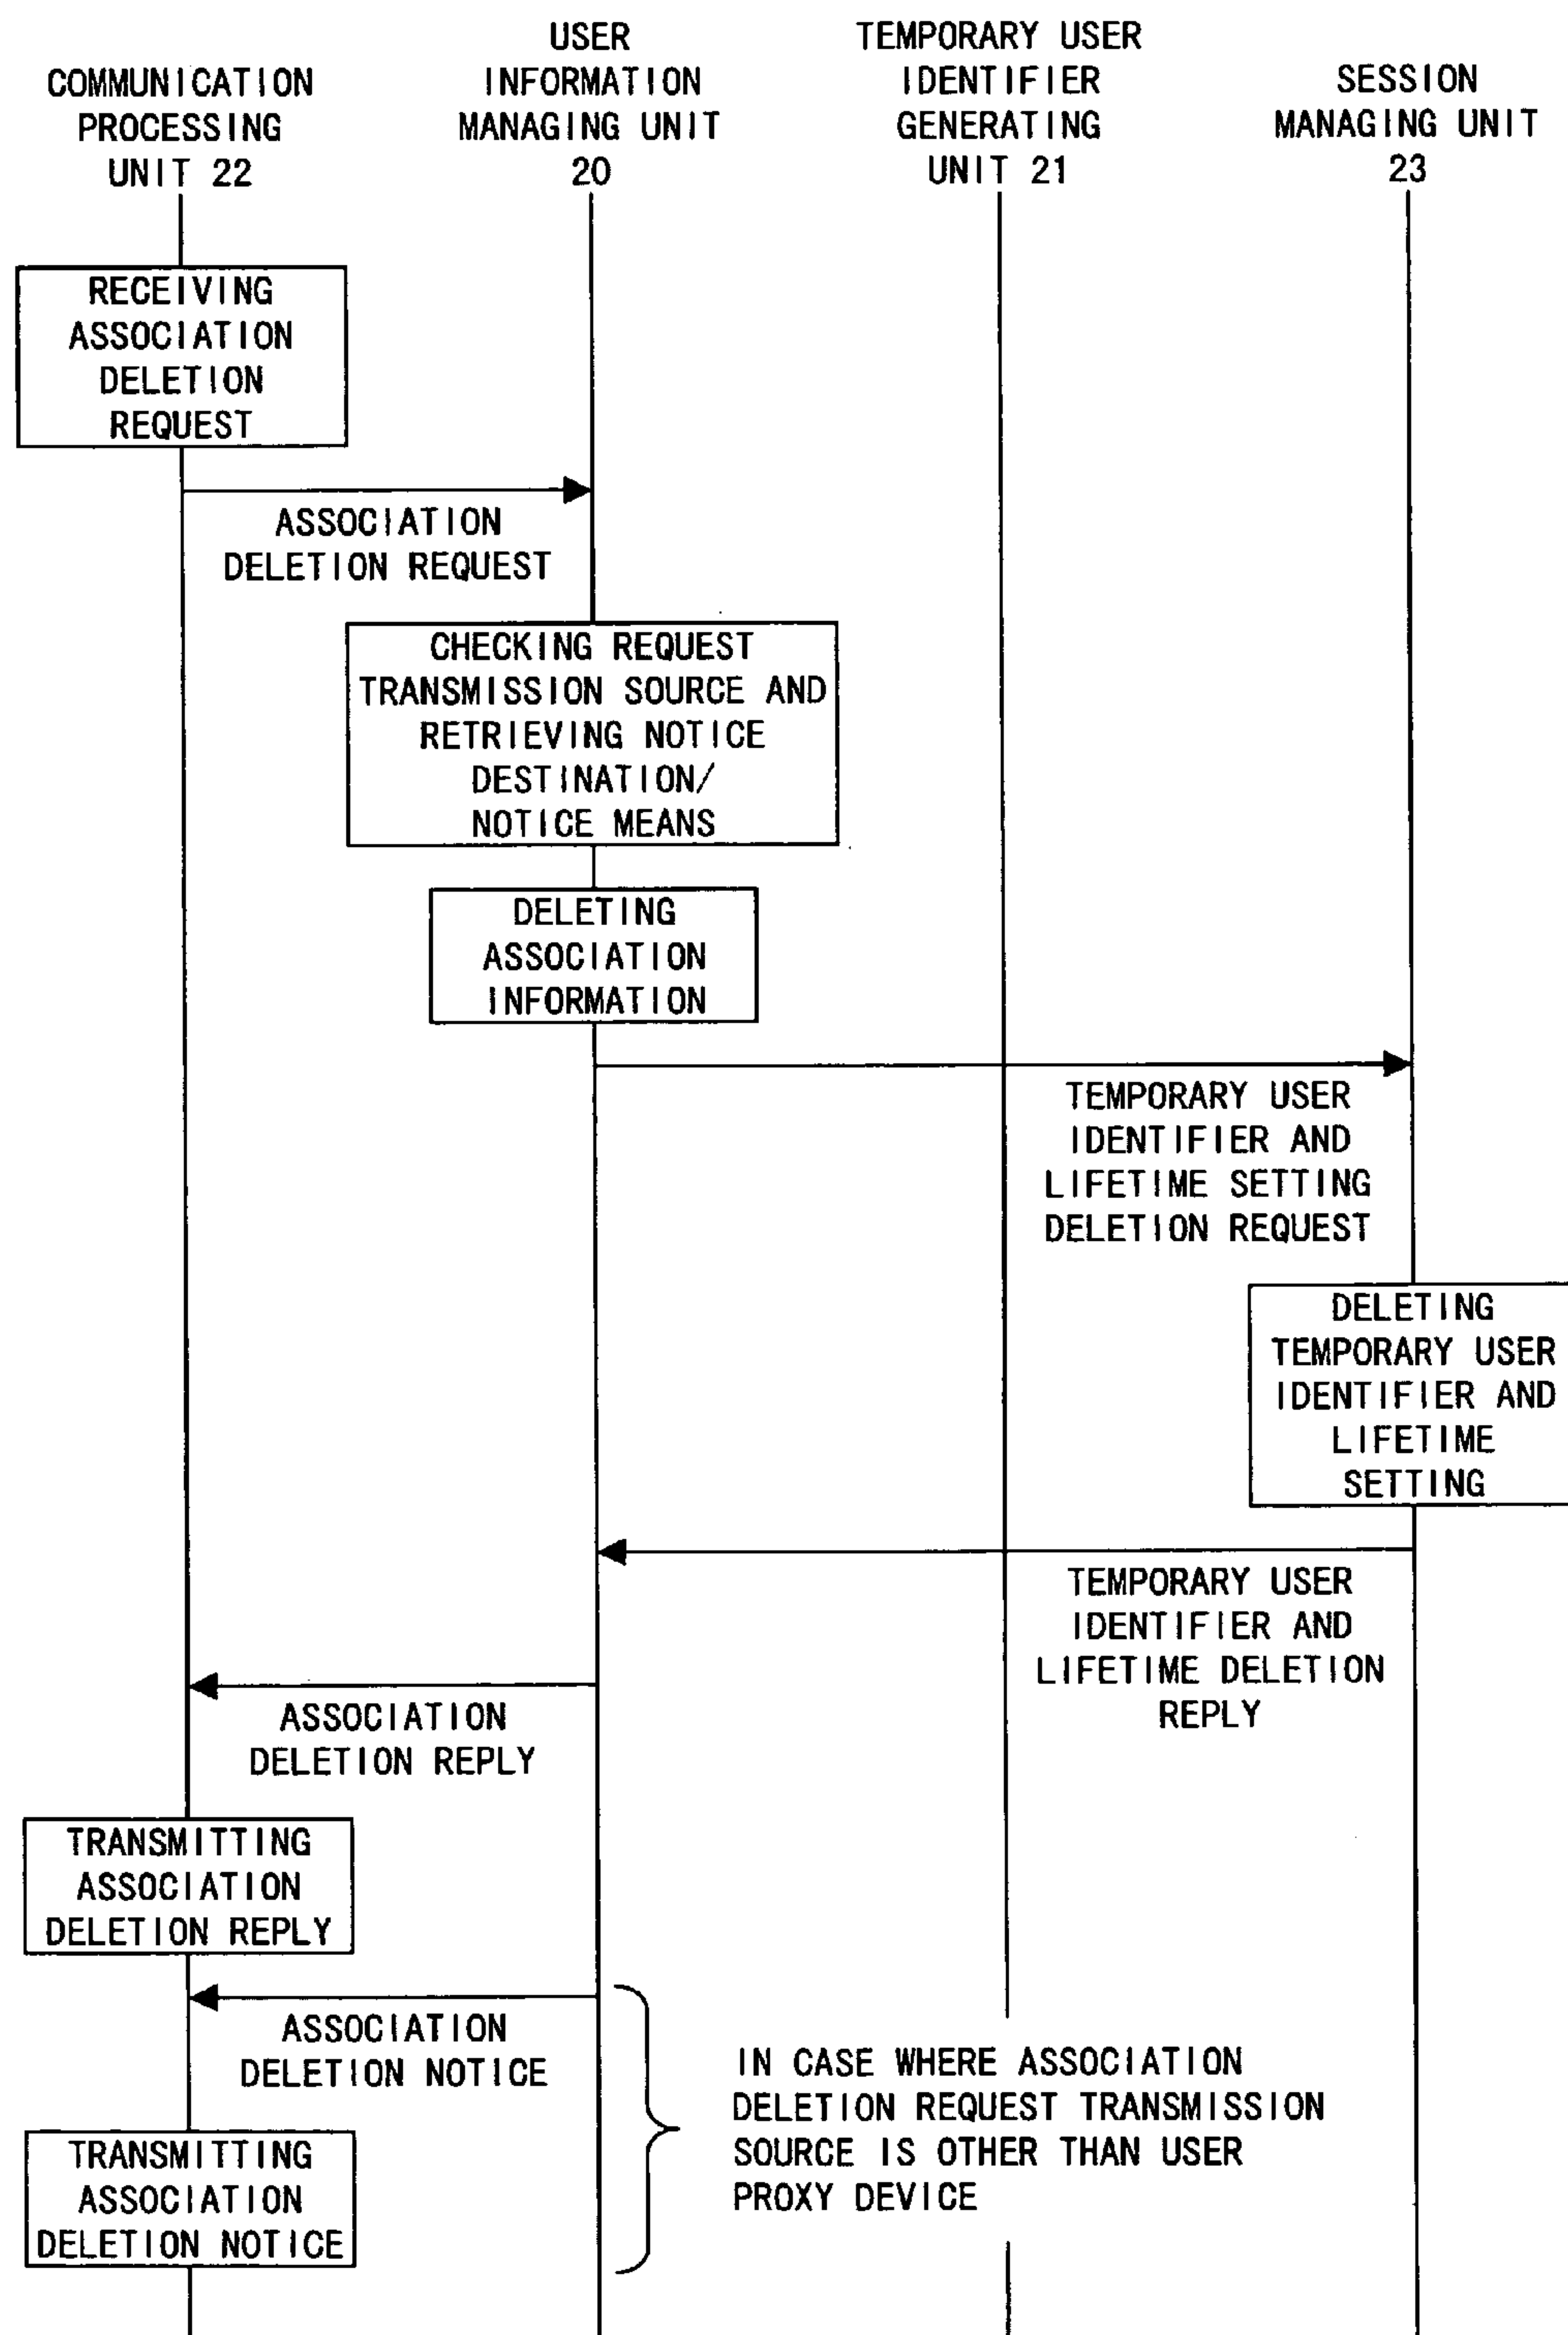 COMMUNICATION
PROCESSING
UNIT 22
USER
INFORMATION
MANAGING UNIT
20
TEMPORARY USER
IDENTIFIER
GENERATING
UNIT 21
SESSION
MANAGING UNIT
23
RECEIVING
ASSOCIATION
DELETION
REQUEST
ASSOCIATION
DELETION REQUEST
CHECKING REQUEST
TRANSMISSION SOURCE AND
RETRIEVING NOTICE
DESTINATION/
NOTICE MEANS
DELETING
ASSOCIATION
INFORMATION
TEMPORARY USER
IDENTIFIER AND
LIFETIME SETTING
DELETION REQUEST
DELETING
TEMPORARY USER
IDENTIFIER AND
LIFETIME
SETTING
TEMPORARY USER
IDENTIFIER AND
LIFETIME DELETION
REPLY
ASSOCIATION
DELETION REPLY
TRANSMITTING
ASSOCIATION
DELETION REPLY
ASSOCIATION
DELETION NOTICE
IN CASE WHERE ASSOCIATION
DELETION REQUEST TRANSMISSION
SOURCE IS OTHER THAN USER
PROXY DEVICE
TRANSMITTING
ASSOCIATION
DELETION NOTICE